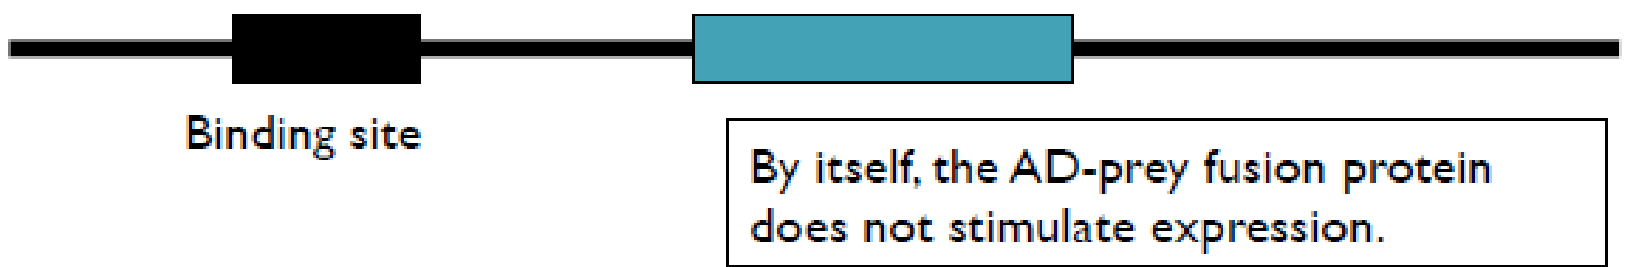 Binding site
By itself, the AD-prey fusion protein
does not stimulate expression.